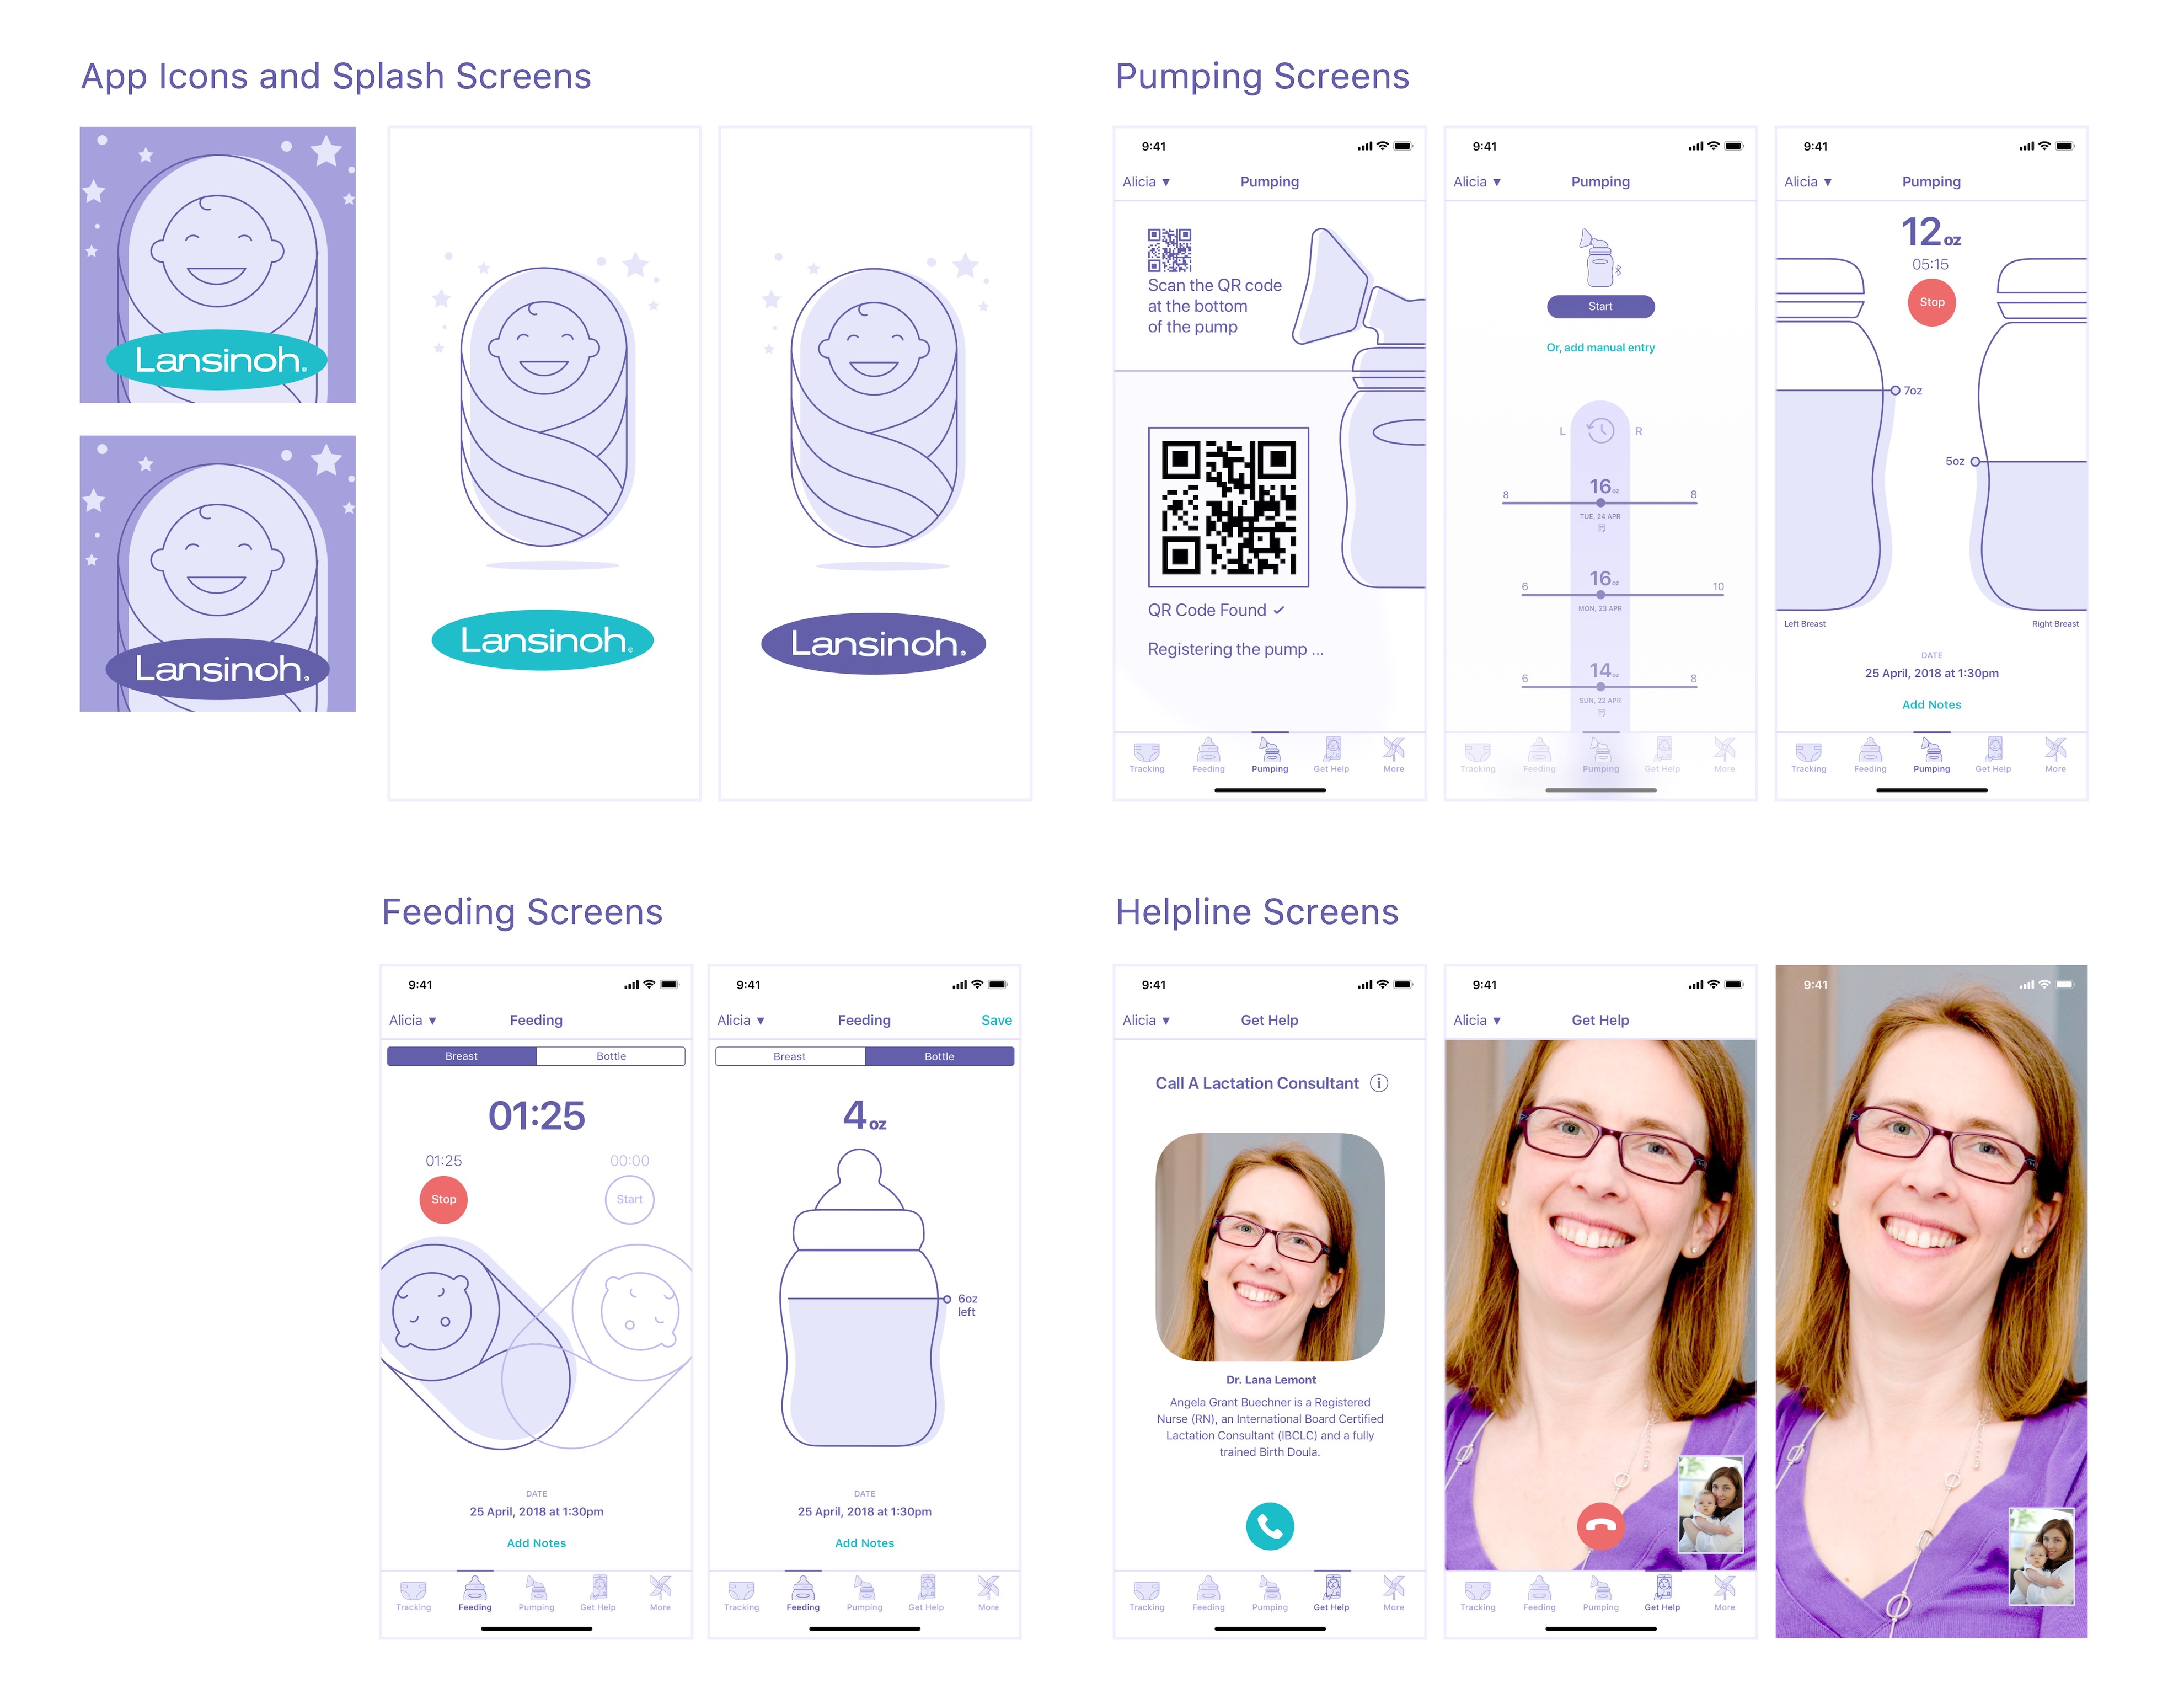 App Icons and Splash Screens
Lansinoh®
Lansinoh®
Lansinoh®
Lansinoh®
Pumping Screens
9:41
Alicia ▼ Pumping
Scan the QR code
at the bottom
of the pump
QR Code Found ✓
Registering the pump ...
Tracking Feeding Pumping Get Help More
9:41
Alicia ▼ Pumping
Start
Or, add manual entry
L R
16oz
8 8
TUE, 24 APR
16oz
6 10
MON, 23 APR
14oz
6 8
SUN, 22 APR
Tracking Feeding Pumping Get Help More
9:41
Alicia ▼ Pumping
12oz
05:15
Stop
7oz
5oz
Left Breast Right Breast
DATE
25 April, 2018 at 1:30pm
Add Notes
Tracking Feeding Pumping Get Help More
Feeding Screens
9:41
Alicia ▼ Feeding
Breast Bottle
01:25
01:25 00:00
Stop Start
DATE
25 April, 2018 at 1:30pm
Add Notes
Tracking Feeding Pumping Get Help More
9:41
Alicia ▼ Feeding Save
Breast Bottle
4oz
6oz
left
DATE
25 April, 2018 at 1:30pm
Add Notes
Tracking Feeding Pumping Get Help More
Helpline Screens
9:41
Alicia ▼ Get Help
Call A Lactation Consultant i
Dr. Lana Lemont
Angela Grant Buechner is a Registered
Nurse (RN), an International Board Certified
Lactation Consultant (IBCLC) and a fully
trained Birth Doula.
Tracking Feeding Pumping Get Help More
9:41
Alicia ▼ Get Help
Tracking Feeding Pumping Get Help More
9:41